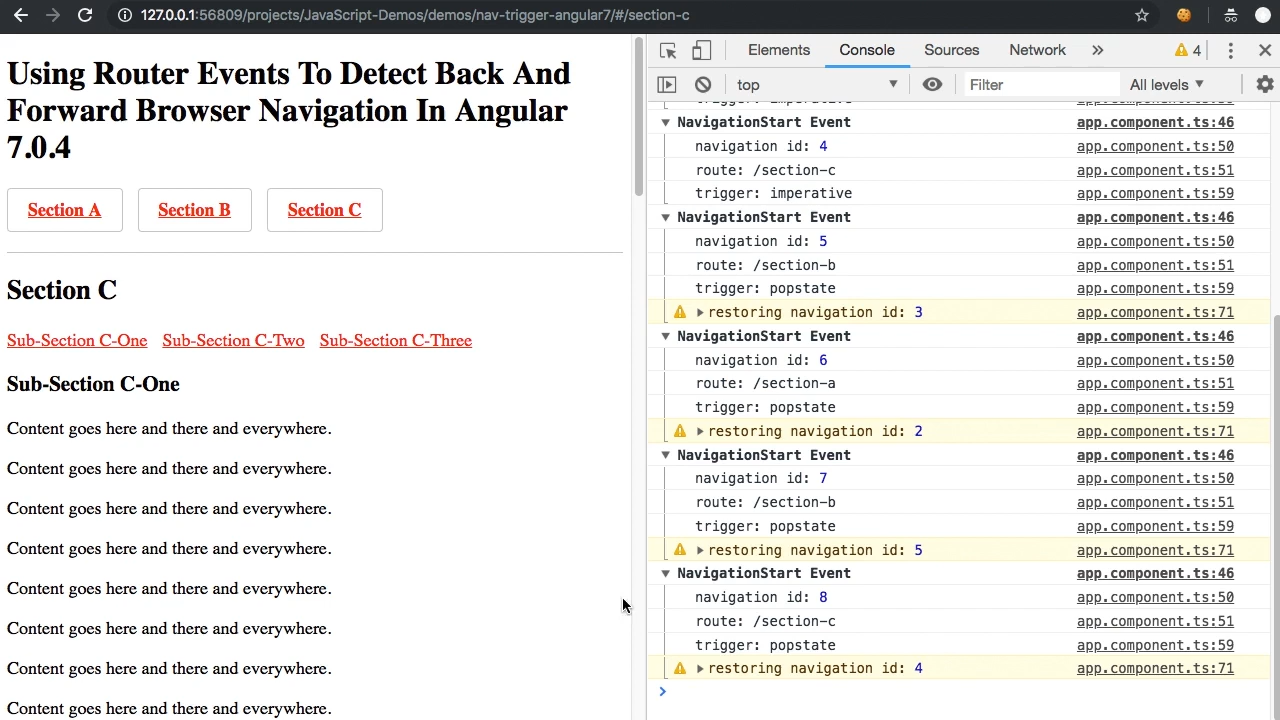 127.0.0.1:56809/projects/JavaScript-Demos/demos/nav-trigger-angular7/#/section-c
Using Router Events To Detect Back And
Forward Browser Navigation In Angular
7.0.4
Section A Section B Section C
Section C
Sub-Section C-One Sub-Section C-Two Sub-Section C-Three
Sub-Section C-One
Content goes here and there and everywhere.
Content goes here and there and everywhere.
Content goes here and there and everywhere.
Content goes here and there and everywhere.
Content goes here and there and everywhere.
Content goes here and there and everywhere.
Content goes here and there and everywhere.
Content goes here and there and everywhere.
Elements Console Sources Network » 4
top Filter All levels
trigger: imperative
NavigationStart Event app.component.ts:46
navigation id: 4 app.component.ts:50
route: /section-c app.component.ts:51
trigger: imperative app.component.ts:59
NavigationStart Event app.component.ts:46
navigation id: 5 app.component.ts:50
route: /section-b app.component.ts:51
trigger: popstate app.component.ts:59
restoring navigation id: 3 app.component.ts:71
NavigationStart Event app.component.ts:46
navigation id: 6 app.component.ts:50
route: /section-a app.component.ts:51
trigger: popstate app.component.ts:59
restoring navigation id: 2 app.component.ts:71
NavigationStart Event app.component.ts:46
navigation id: 7 app.component.ts:50
route: /section-b app.component.ts:51
trigger: popstate app.component.ts:59
restoring navigation id: 5 app.component.ts:71
NavigationStart Event app.component.ts:46
navigation id: 8 app.component.ts:50
route: /section-c app.component.ts:51
trigger: popstate app.component.ts:59
restoring navigation id: 4 app.component.ts:71